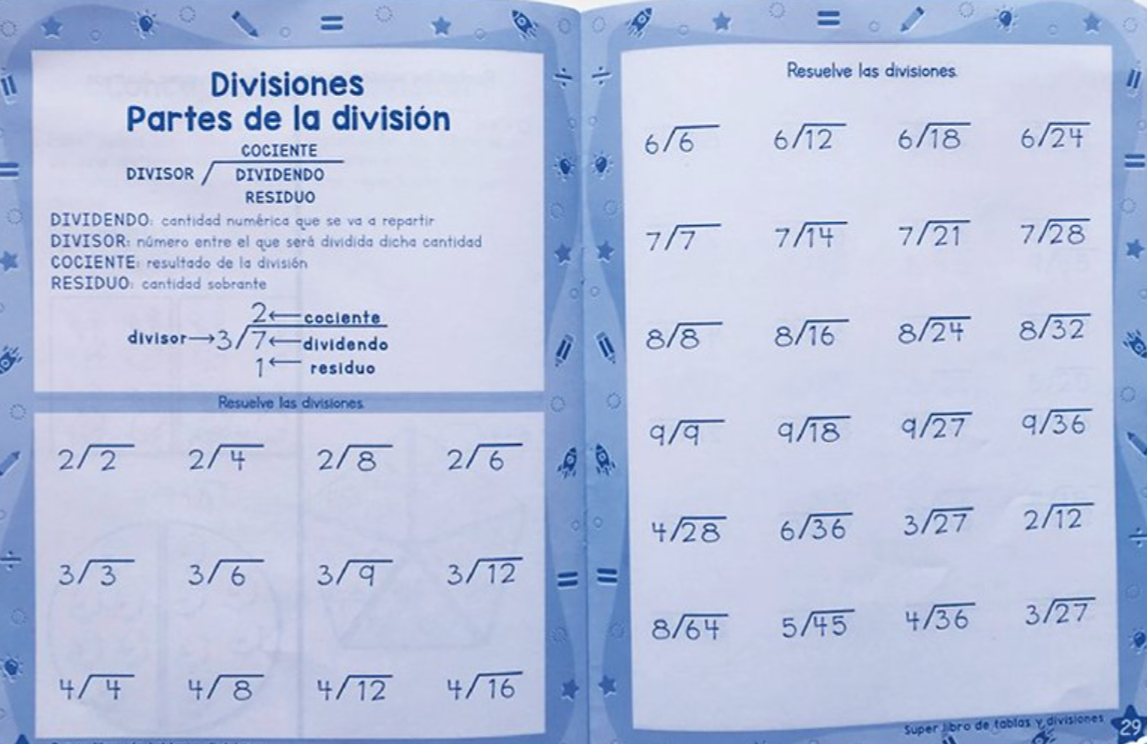 Divisiones
Partes de la división
COCIENTE
DIVISOR / DIVIDENDO
RESIDUO
DIVIDENDO: cantidad numérica que se va a repartir
DIVISOR: número entre el que será dividida dicha cantidad
COCIENTE: resultado de la división
RESIDUO: cantidad sobrante
2 ← cociente
divisor → 3/7 ← dividendo
1 ← residuo
Resuelve las divisiones.
2/2 2/4 2/8 2/6
3/3 3/6 3/9 3/12
4/4 4/8 4/12 4/16
Resuelve las divisiones.
6/6 6/12 6/18 6/24
7/7 7/14 7/21 7/28
8/8 8/16 8/24 8/32
9/9 9/18 9/27 9/36
4/28 6/36 3/27 2/12
8/64 5/45 4/36 3/27
Super libro de tablas y divisiones 29